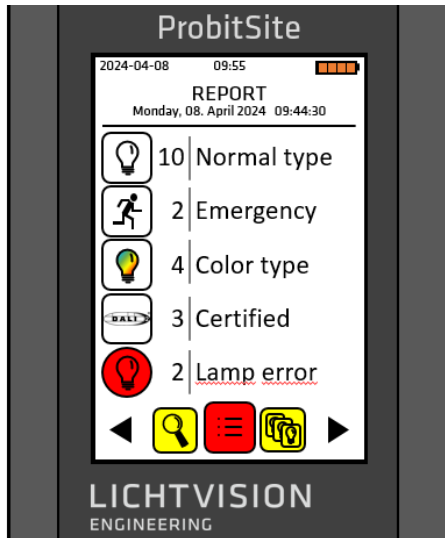 ProbitSite
2024-04-08 09:55
REPORT
Monday, 08. April 2024 09:44:30
10 Normal type
2 Emergency
4 Color type
DALI 3 Certified
2 Lamp error
LICHTVISION
ENGINEERING